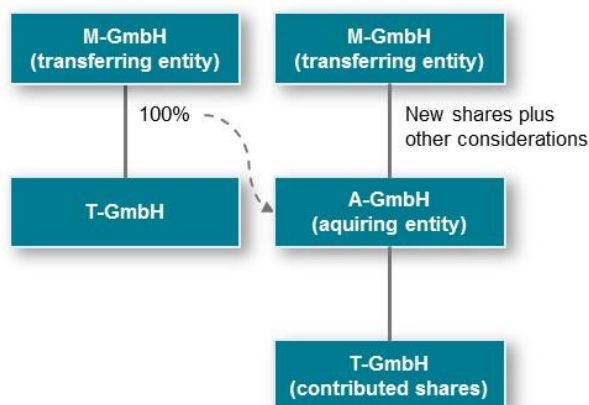 M-GmbH
(transferring entity)
M-GmbH
(transferring entity)
100%
New shares plus
other considerations
T-GmbH
A-GmbH
(aquiring entity)
T-GmbH
(contributed shares)